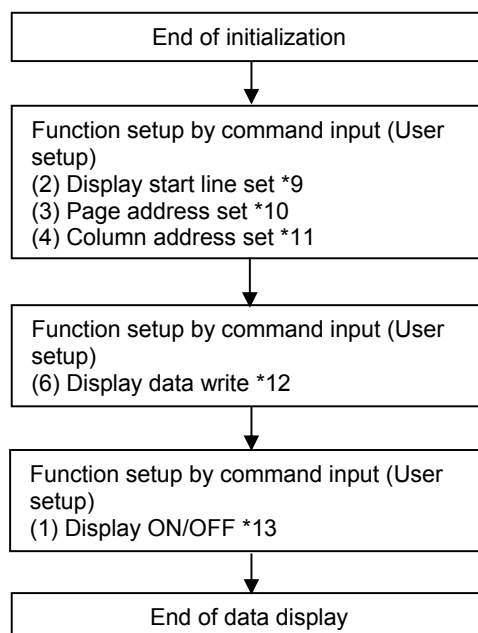 End of initialization
Function setup by command input (User
setup)
(2) Display start line set *9
(3) Page address set *10
(4) Column address set *11
Function setup by command input (User
setup)
(6) Display data write *12
Function setup by command input (User
setup)
(1) Display ON/OFF *13
End of data display